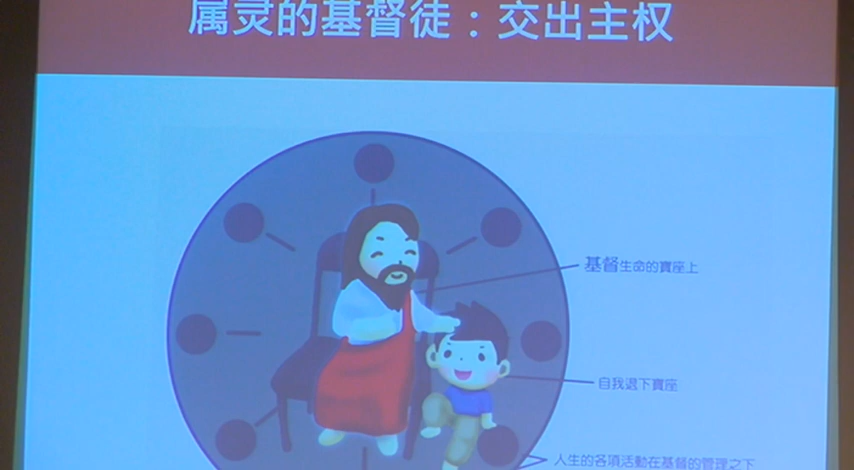 属灵的基督徒：交出主权
基督生命的寶座上
自我退下寶座
人生的各項活動在基督的管理之下